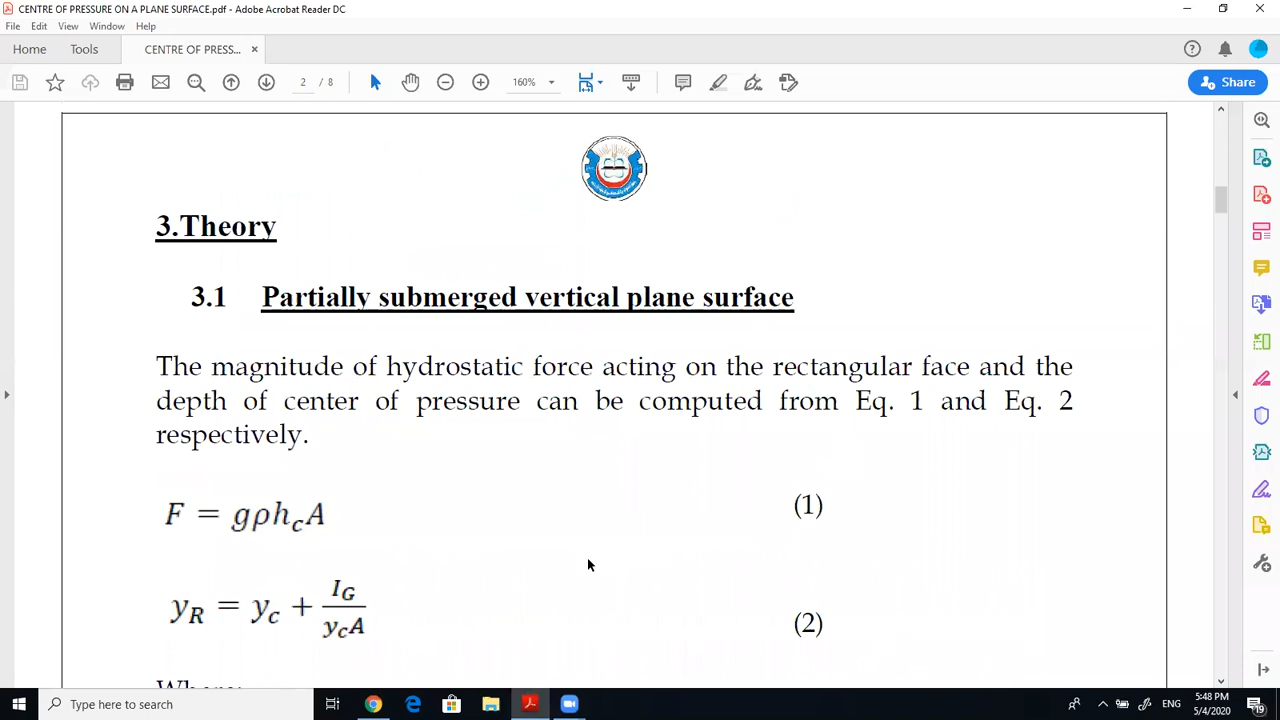 CENTRE OF PRESSURE ON A PLANE SURFACE.pdf - Adobe Acrobat Reader DC
File Edit View Window Help
Home Tools CENTRE OF PRESS... ×
2 / 8 160% Share
3.Theory
3.1 Partially submerged vertical plane surface
The magnitude of hydrostatic force acting on the rectangular face and the
depth of center of pressure can be computed from Eq. 1 and Eq. 2
respectively.
F = gρh_cA (1)
y_R = y_c + I_G / y_cA (2)
Where:
Type here to search
ENG
5:48 PM
5/4/2020
19